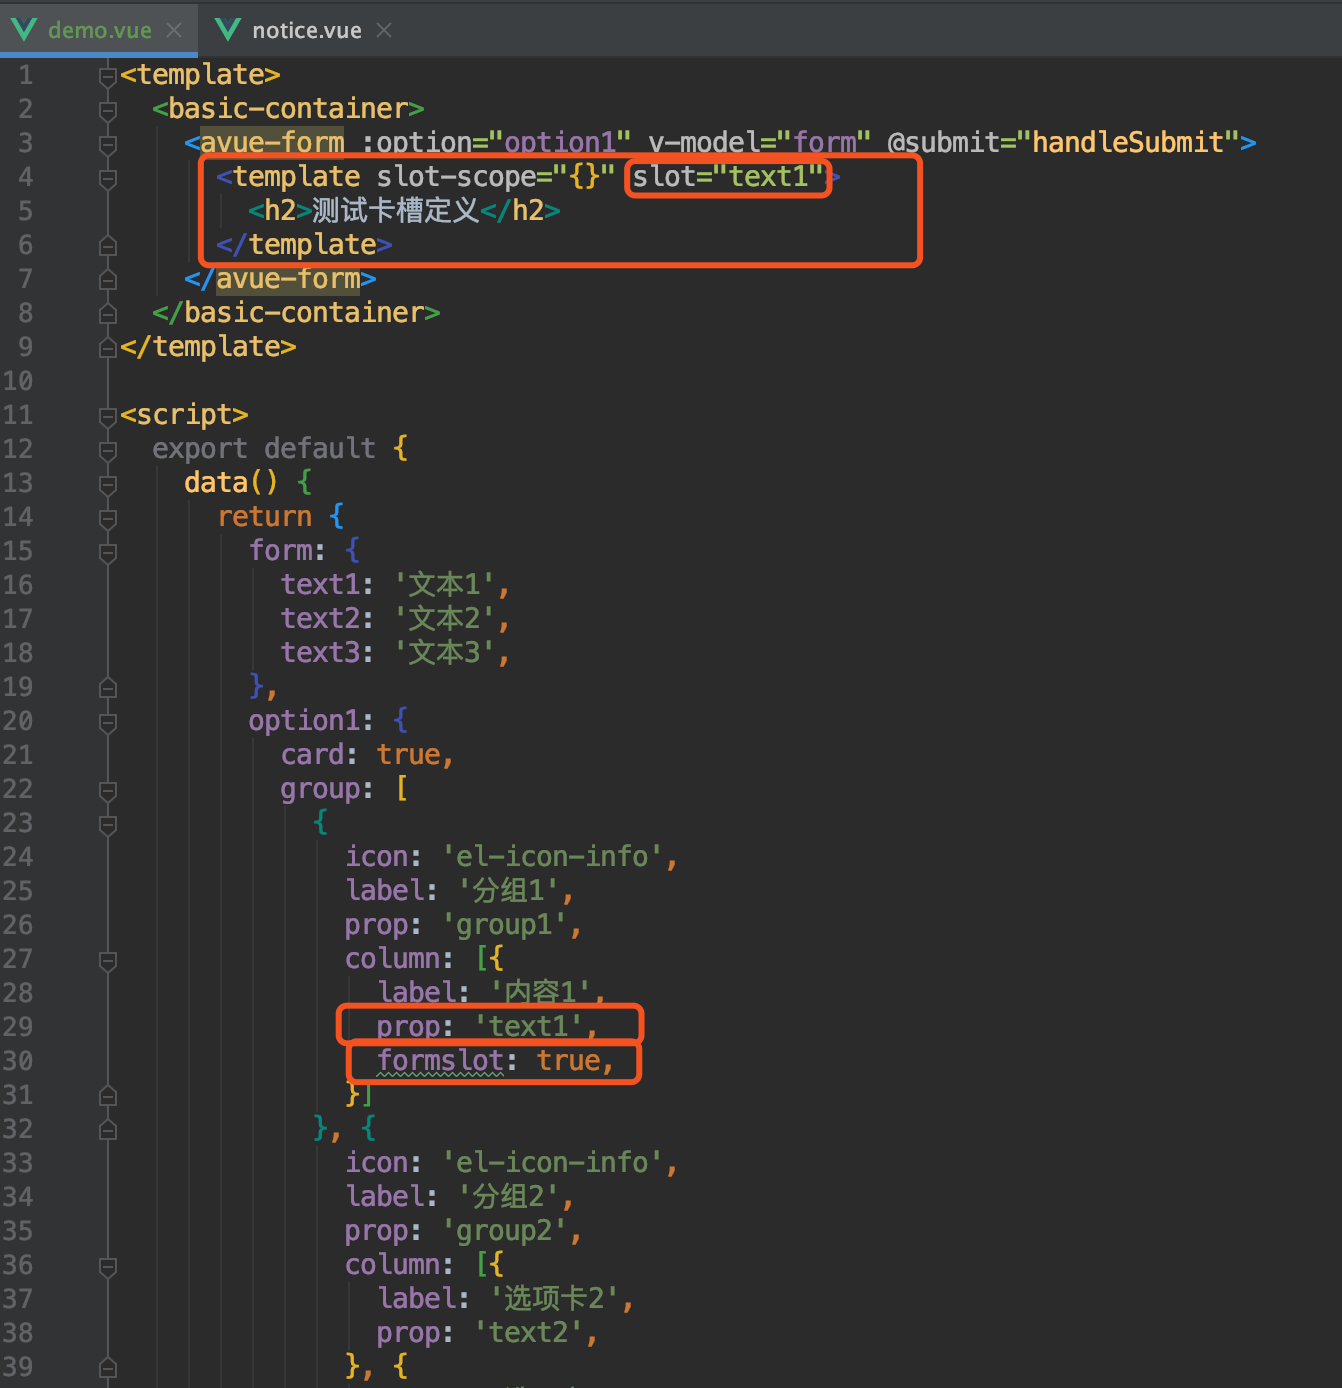 demo.vue notice.vue
1 <template>
2 <basic-container>
3 <avue-form :option="option1" v-model="form" @submit="handleSubmit">
4 <template slot-scope="{}" slot="text1">
5 <h2>测试卡槽定义</h2>
6 </template>
7 </avue-form>
8 </basic-container>
9 </template>
10
11 <script>
12 export default {
13 data() {
14 return {
15 form: {
16 text1: '文本1',
17 text2: '文本2',
18 text3: '文本3',
19 },
20 option1: {
21 card: true,
22 group: [
23 {
24 icon: 'el-icon-info',
25 label: '分组1',
26 prop: 'group1',
27 column: [{
28 label: '内容1',
29 prop: 'text1',
30 formslot: true,
31 }]
32 }, {
33 icon: 'el-icon-info',
34 label: '分组2',
35 prop: 'group2',
36 column: [{
37 label: '选项卡2',
38 prop: 'text2',
39 }, {